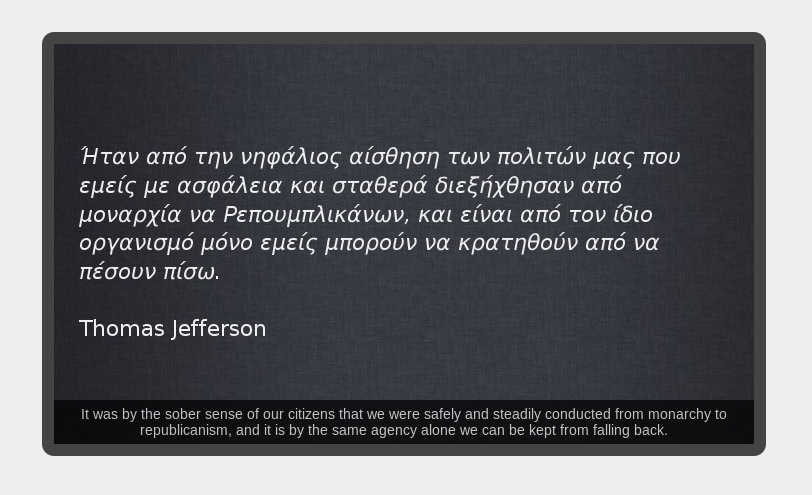 Ήταν από την νηφάλιος αίσθηση των πολιτών μας που
εμείς με ασφάλεια και σταθερά διεξήχθησαν από
μοναρχία να Ρεπουμπλικάνων, και είναι από τον ίδιο
οργανισμό μόνο εμείς μπορούν να κρατηθούν από να
πέσουν πίσω.
Thomas Jefferson
It was by the sober sense of our citizens that we were safely and steadily conducted from monarchy to
republicanism, and it is by the same agency alone we can be kept from falling back.